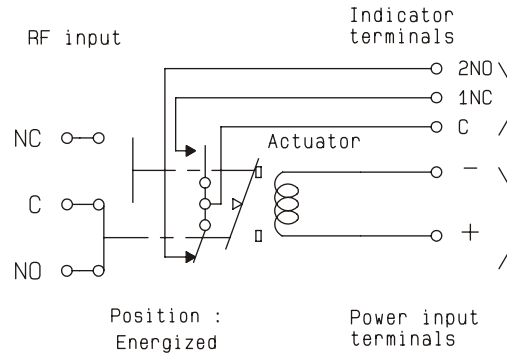 RF input
Indicator
terminals
2NO
1NC
C
Actuator
NC
C
NO
-
+
Position :
Energized
Power input
terminals